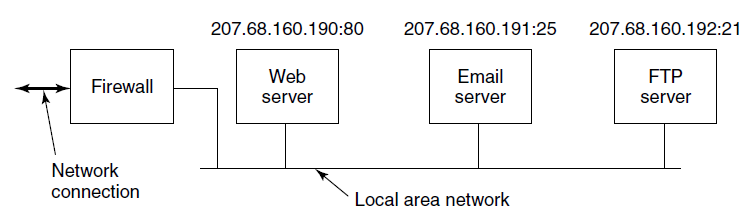 207.68.160.190:80
207.68.160.191:25
207.68.160.192:21
Firewall
Web
server
Email
server
FTP
server
Network
connection
Local area network